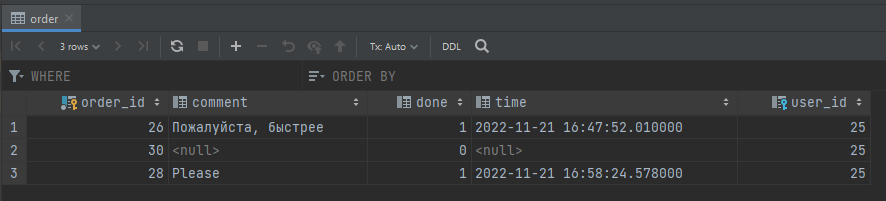 order
3 rows Tx: Auto DDL
WHERE ORDER BY
order_id comment done time user_id
1 26 Пожалуйста, быстрее 1 2022-11-21 16:47:52.010000 25
2 30 <null> 0 <null> 25
3 28 Please 1 2022-11-21 16:58:24.578000 25